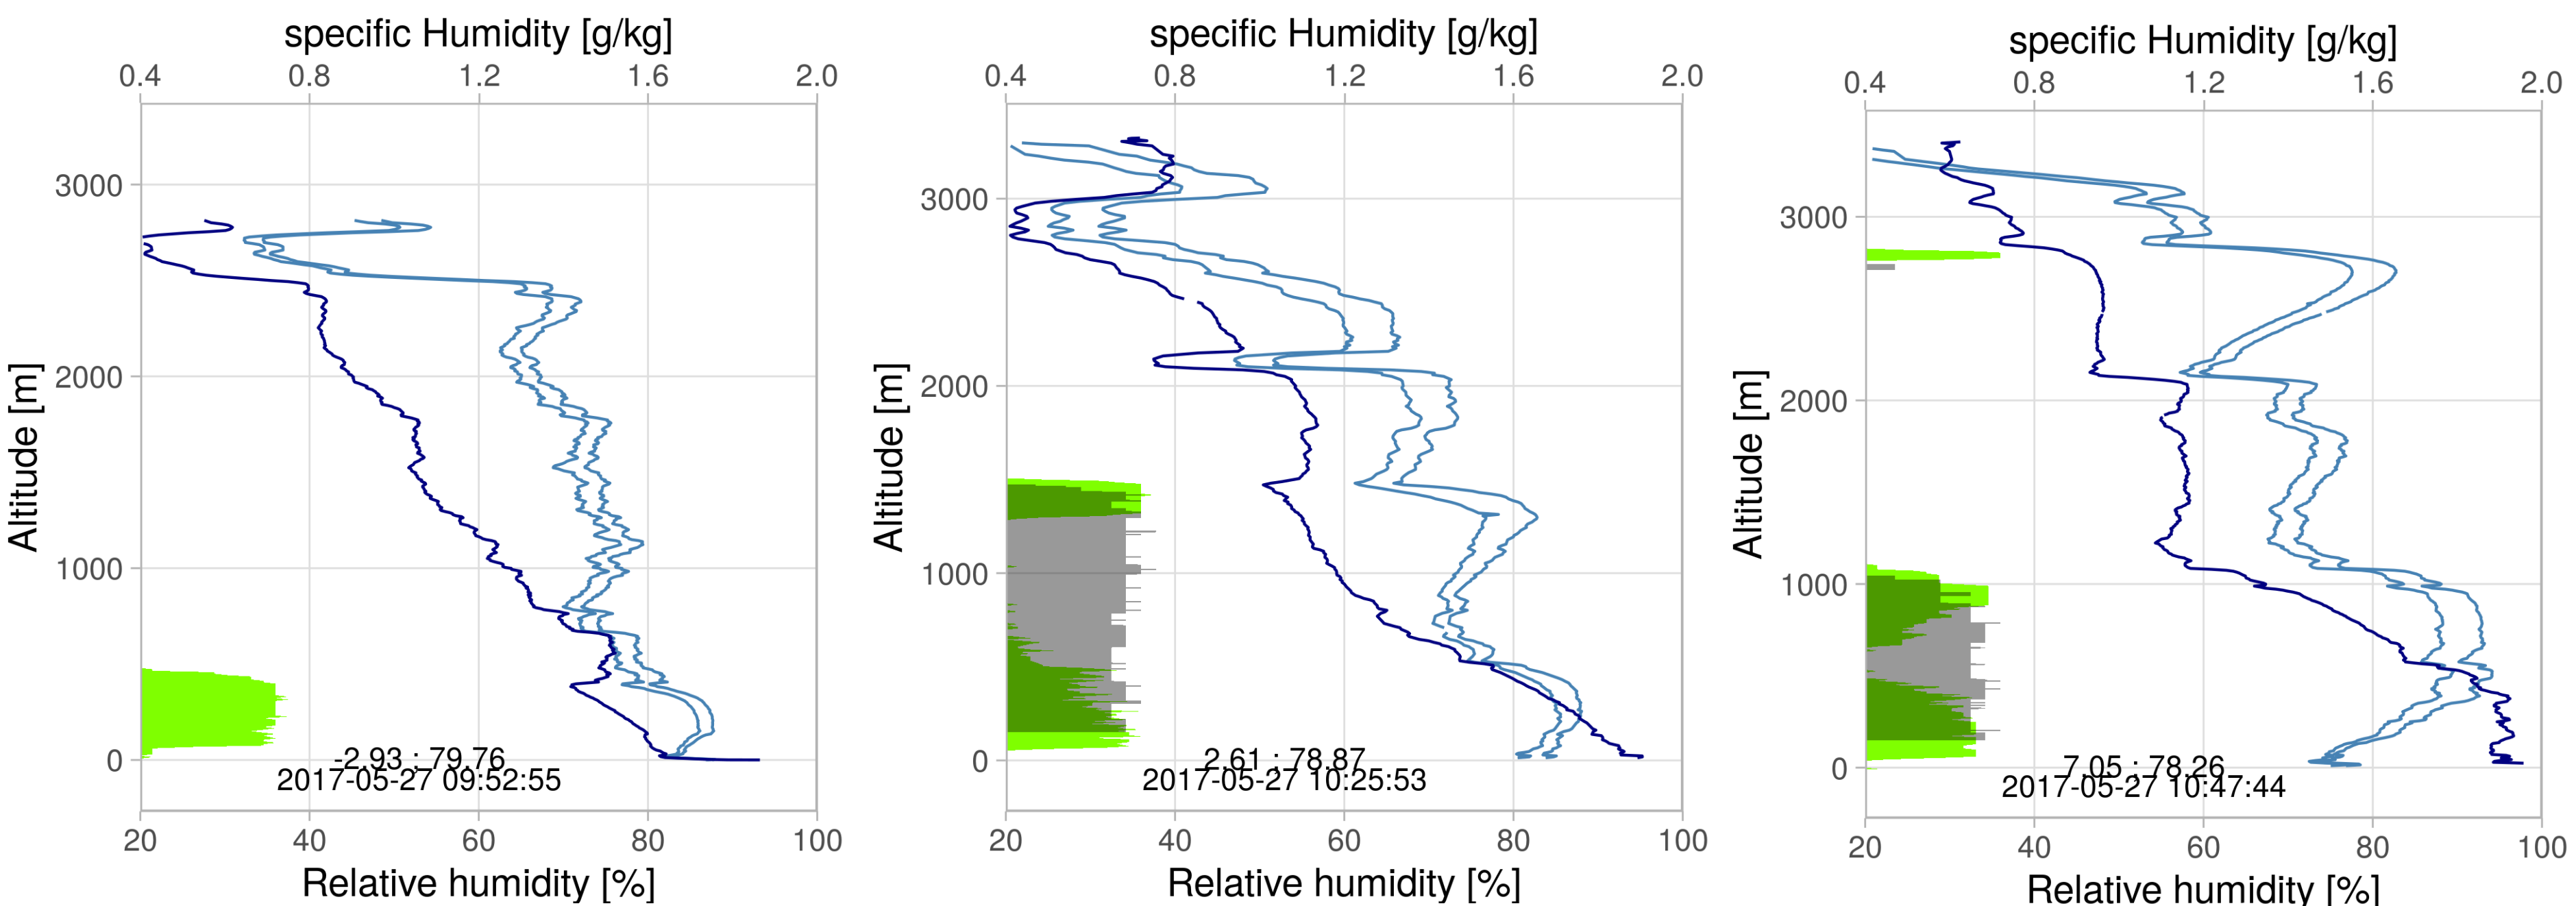 specific Humidity [g/kg]
0.4 0.8 1.2 1.6 2.0
3000
2000
1000
0
Altitude [m]
-2.93 ; 79.76
2017-05-27 09:52:55
20 40 60 80 100
Relative humidity [%]
specific Humidity [g/kg]
0.4 0.8 1.2 1.6 2.0
3000
2000
1000
0
Altitude [m]
2.61 ; 78.87
2017-05-27 10:25:53
20 40 60 80 100
Relative humidity [%]
specific Humidity [g/kg]
0.4 0.8 1.2 1.6 2.0
3000
2000
1000
0
Altitude [m]
7.05 ; 78.26
2017-05-27 10:47:44
20 40 60 80 100
Relative humidity [%]